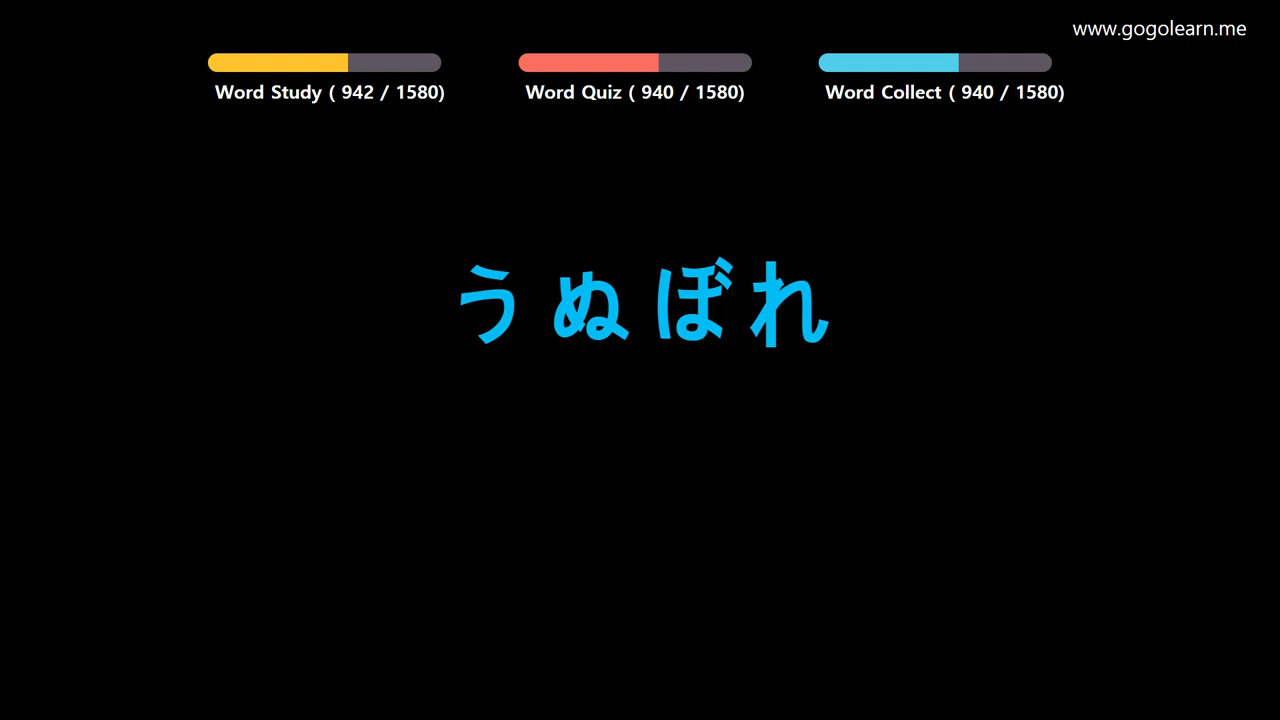 www.gogolearn.me
Word Study ( 942 / 1580)
Word Quiz ( 940 / 1580)
Word Collect ( 940 / 1580)
うぬぼれ